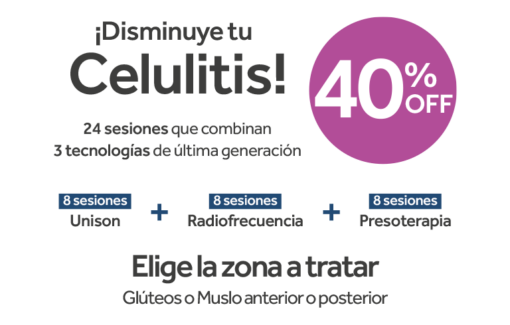 ¡Disminuye tu
Celulitis!
40% OFF
24 sesiones que combinan
3 tecnologías de última generación
8 sesiones
Unison
+
8 sesiones
Radiofrecuencia
+
8 sesiones
Presoterapia
Elige la zona a tratar
Glúteos o Muslo anterior o posterior